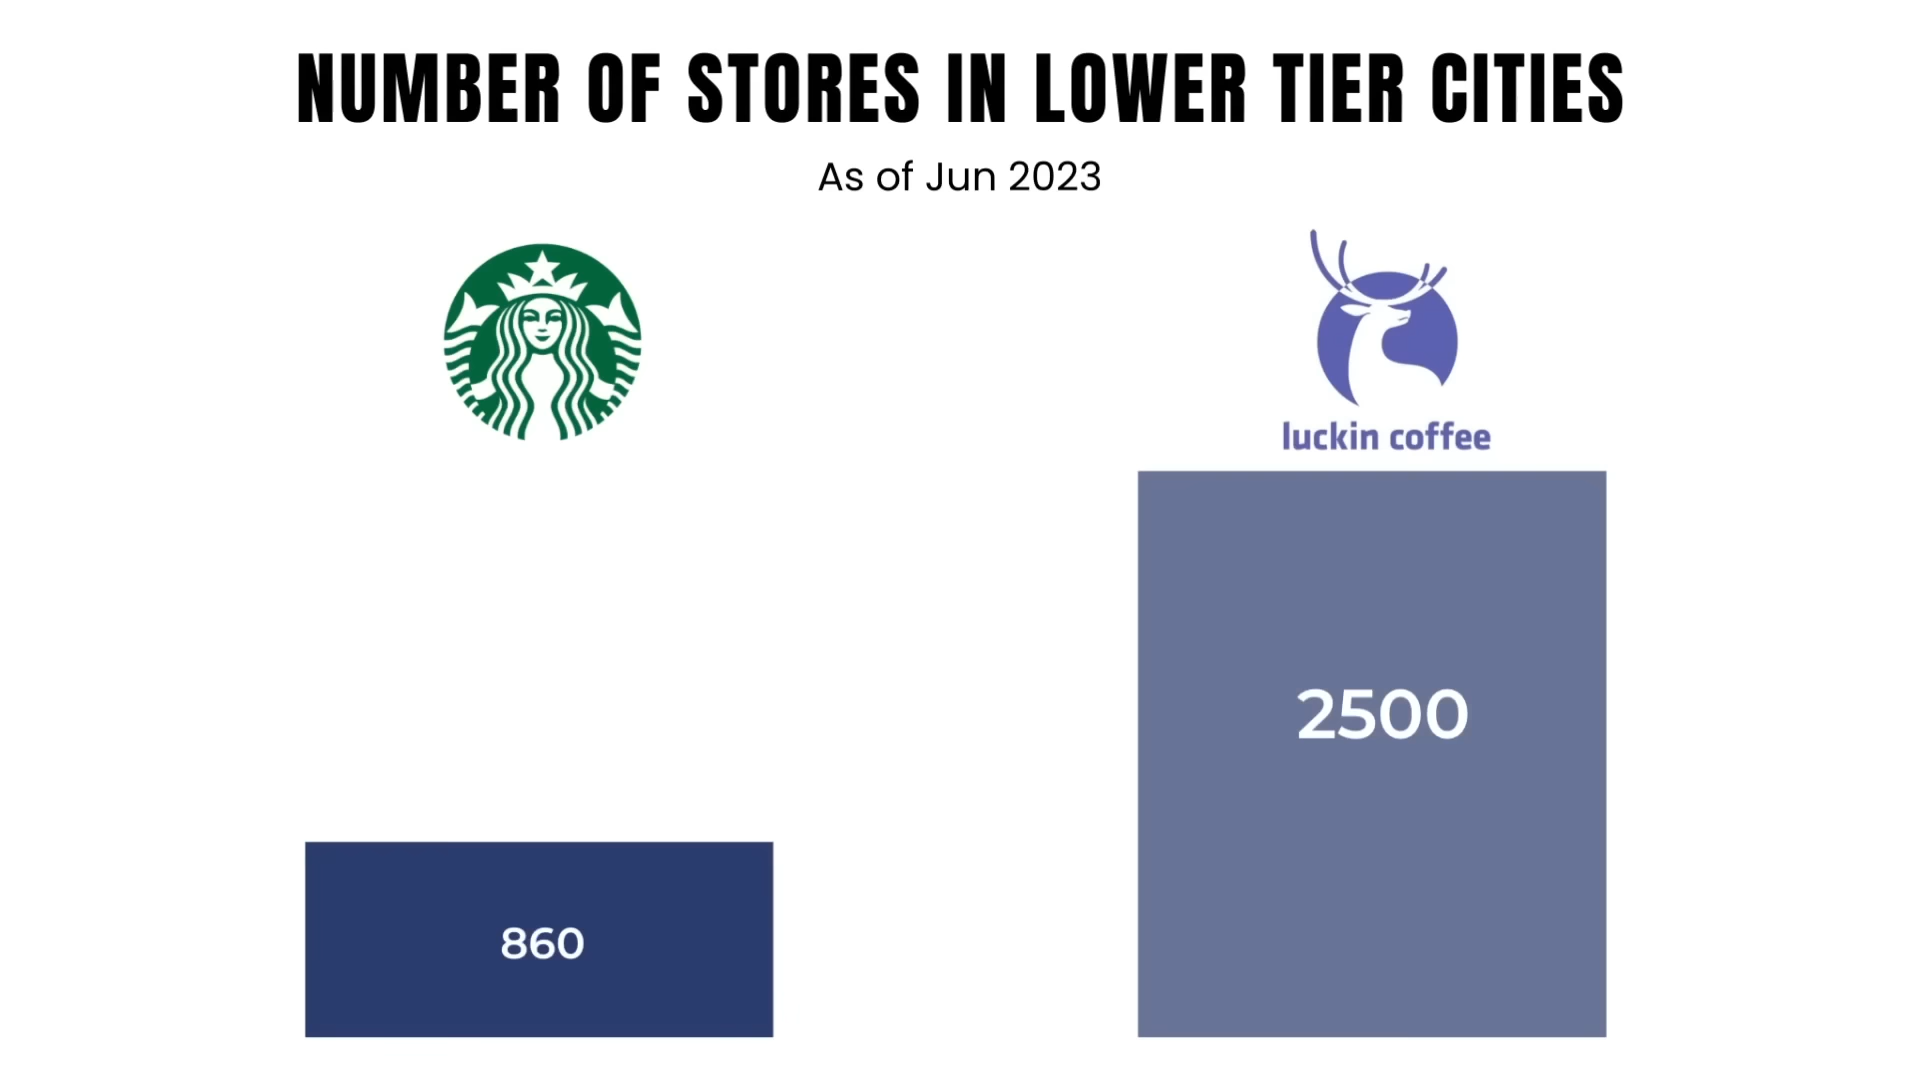 NUMBER OF STORES IN LOWER TIER CITIES
As of Jun 2023
luckin coffee
2500
860